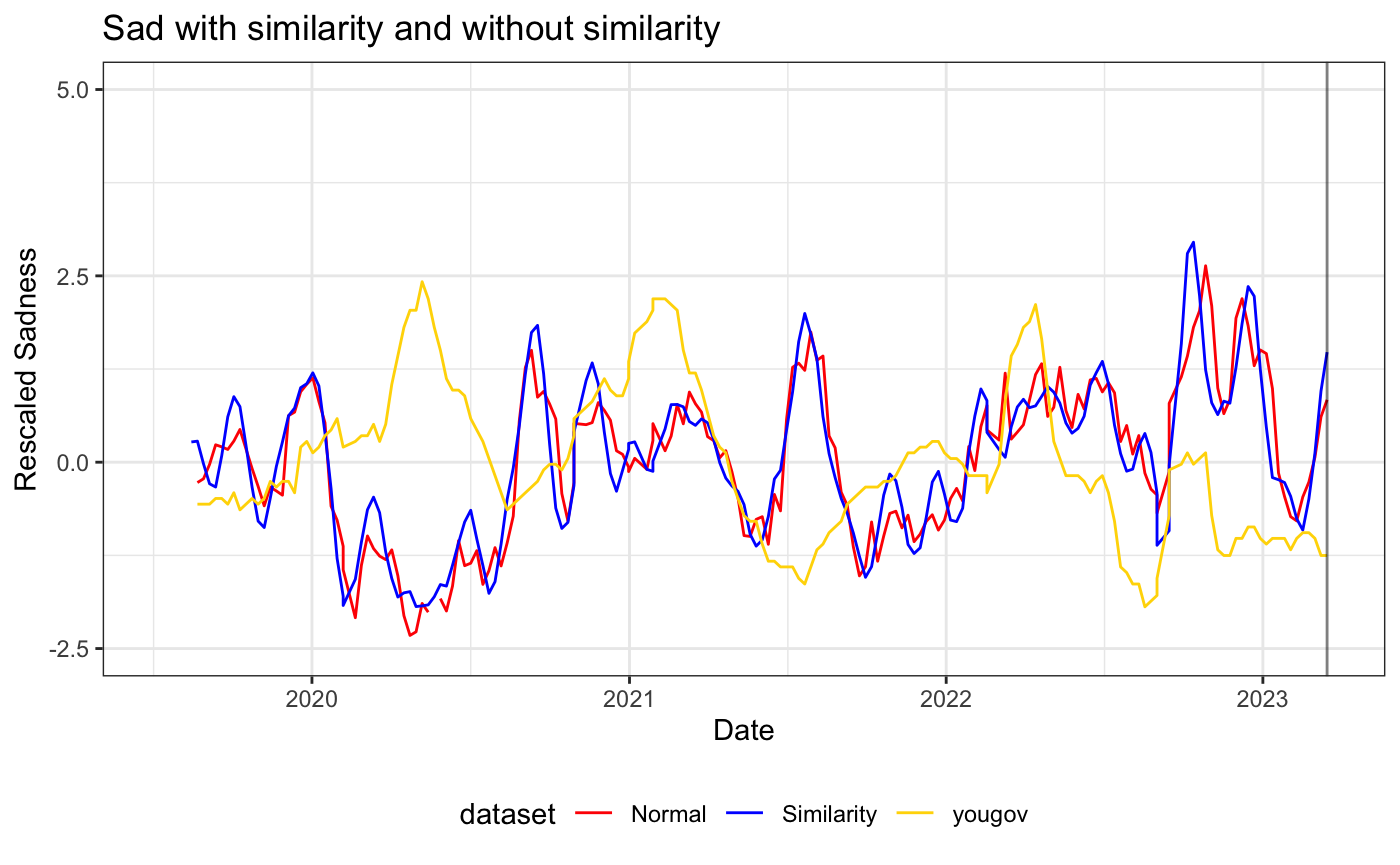 Sad with similarity and without similarity
5.0
2.5
0.0
-2.5
Rescaled Sadness
2020 2021 2022 2023
Date
dataset Normal Similarity yougov